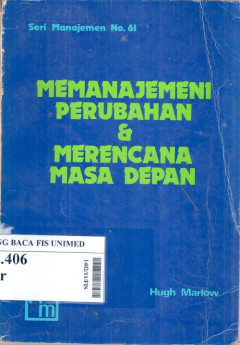 Seri Manajemen No. 61
MEMANAJEMENI
PERUBAHAN
&
MERENCANA
MASA DEPAN
NG BACA FIS UNIMED
.406
r
Hugh Marlow
m